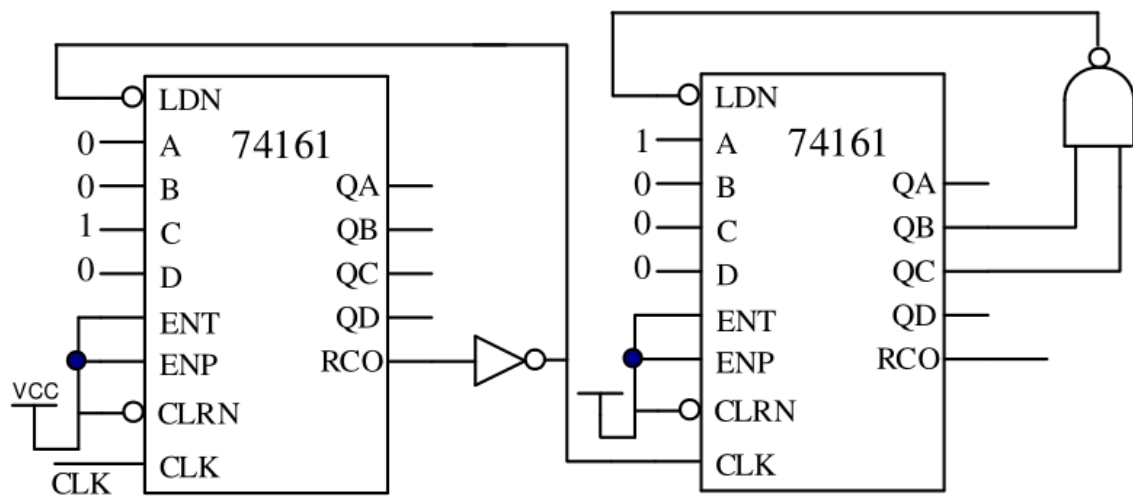 LDN
0 A 74161
0 B QA
1 C QB
0 D QC
ENT QD
ENP RCO
VCC CLRN
CLK CLK
LDN
1 A 74161
0 B QA
0 C QB
0 D QC
ENT QD
ENP RCO
CLRN
CLK